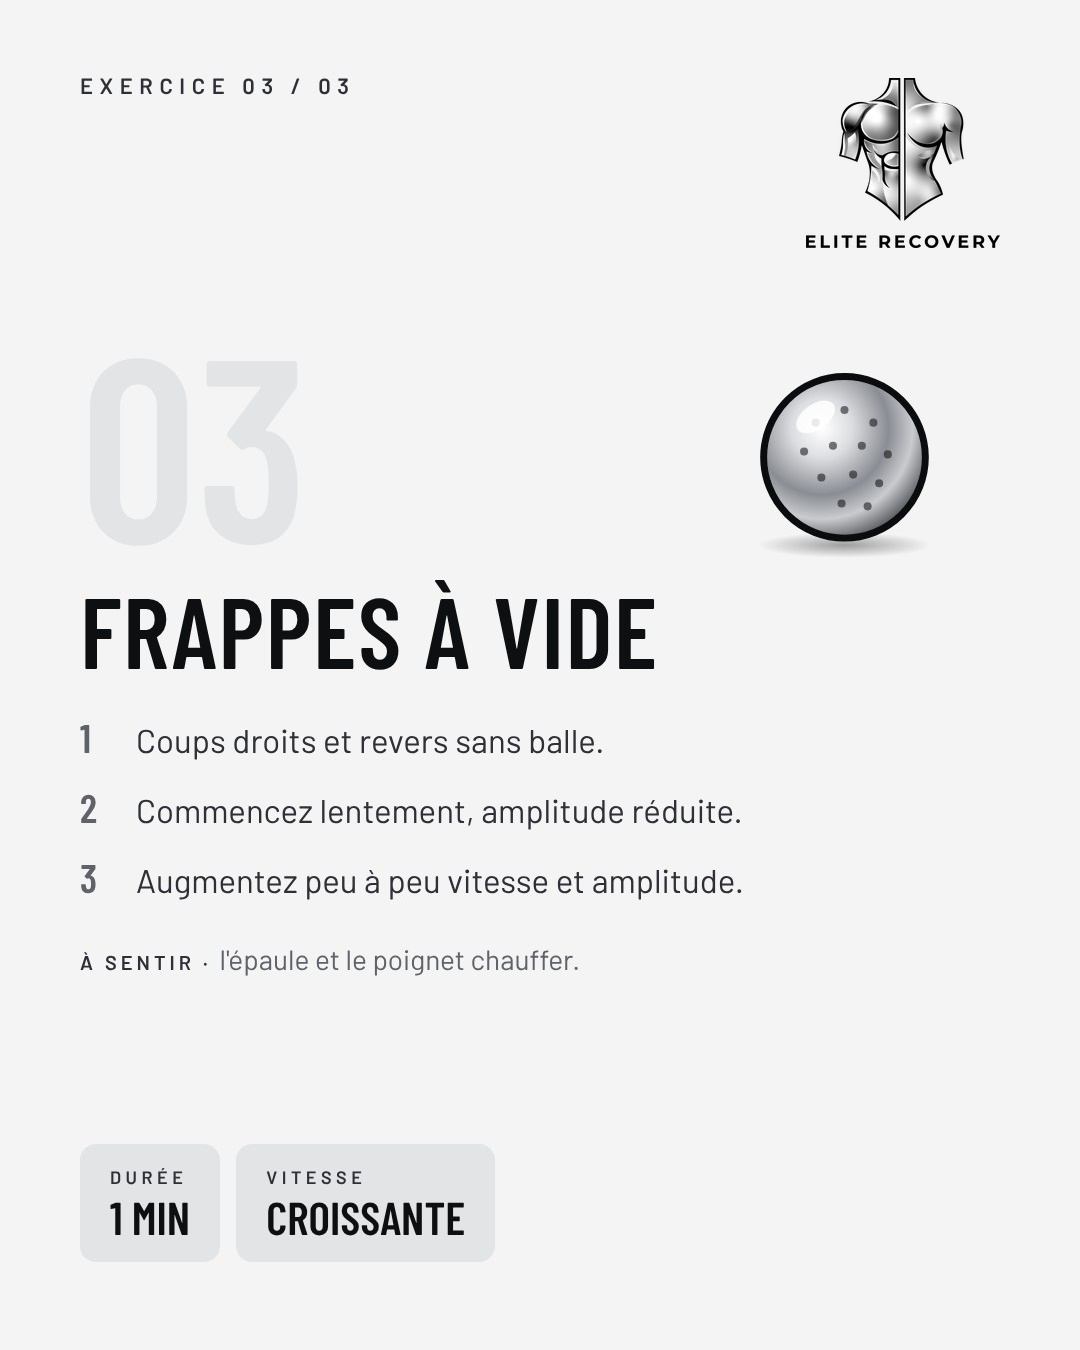 EXERCICE 03 / 03
ELITE RECOVERY
03
FRAPPES À VIDE
1 Coups droits et revers sans balle.
2 Commencez lentement, amplitude réduite.
3 Augmentez peu à peu vitesse et amplitude.
À SENTIR · l'épaule et le poignet chauffer.
DURÉE
1 MIN
VITESSE
CROISSANTE